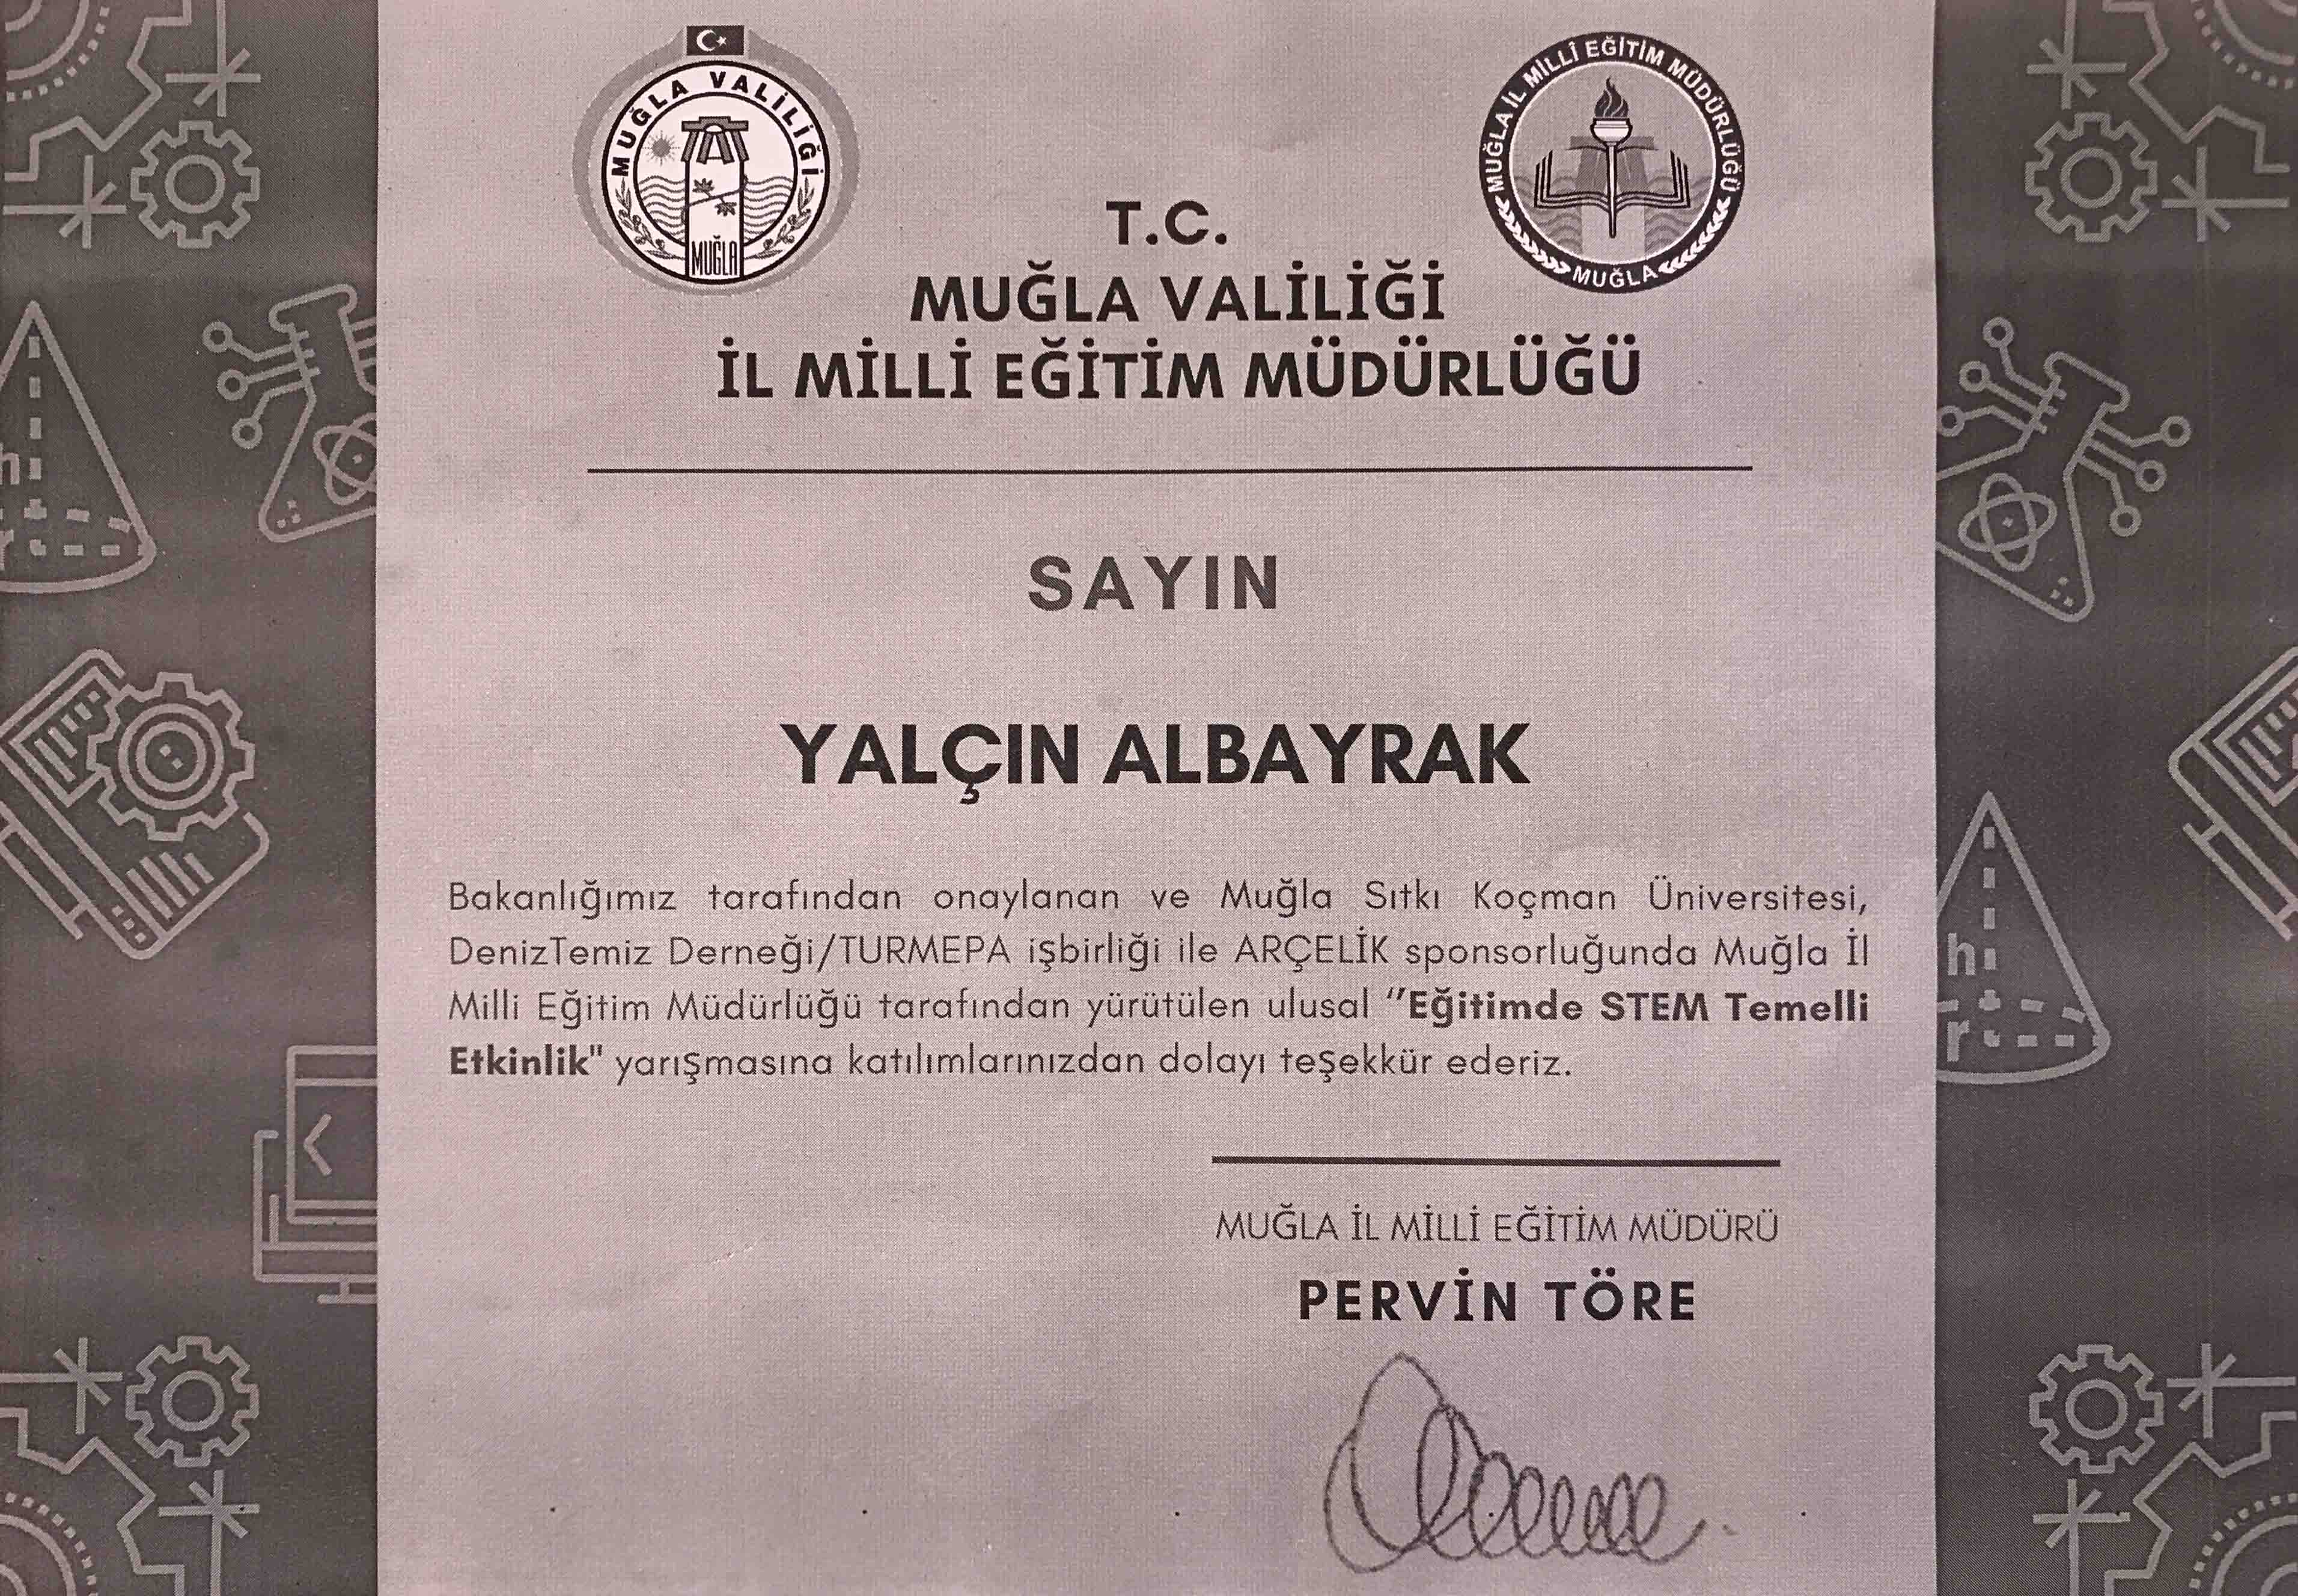 MUĞLA VALİLİĞİ
MUĞLA
MUĞLA İL MİLLÎ EĞİTİM MÜDÜRLÜĞÜ
MUĞLA
T.C.
MUĞLA VALİLİĞİ
İL MİLLİ EĞİTİM MÜDÜRLÜĞÜ
SAYIN
YALÇIN ALBAYRAK
Bakanlığımız tarafından onaylanan ve Muğla Sıtkı Koçman Üniversitesi,
DenizTemiz Derneği/TURMEPA işbirliği ile ARÇELİK sponsorluğunda Muğla İl
Milli Eğitim Müdürlüğü tarafından yürütülen ulusal ‘’Eğitimde STEM Temelli
Etkinlik" yarışmasına katılımlarınızdan dolayı teşekkür ederiz.
MUĞLA İL MİLLİ EĞİTİM MÜDÜRÜ
PERVİN TÖRE
h
r
h
r